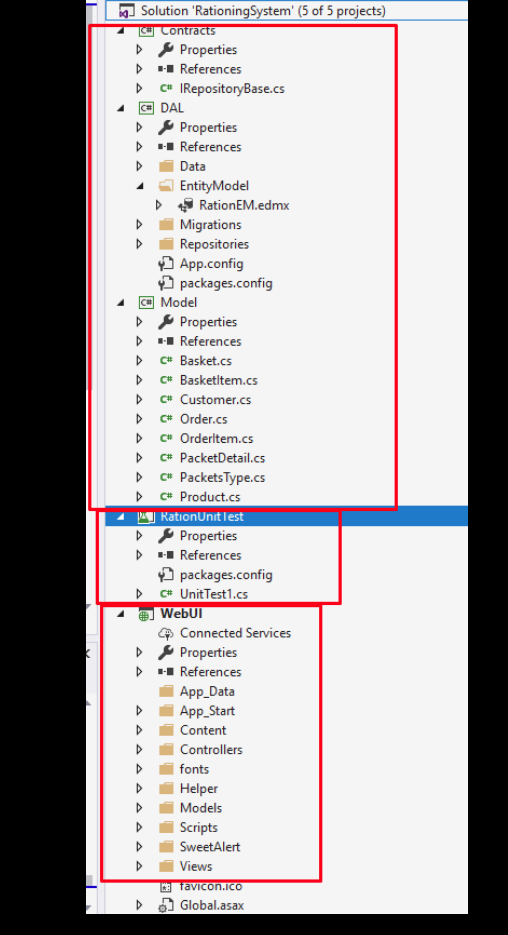 Solution 'RationingSystem' (5 of 5 projects)
C# Contracts
Properties
References
C# IRepositoryBase.cs
C# DAL
Properties
References
Data
EntityModel
RationEM.edmx
Migrations
Repositories
App.config
packages.config
C# Model
Properties
References
C# Basket.cs
C# BasketItem.cs
C# Customer.cs
C# Order.cs
C# OrderItem.cs
C# PacketDetail.cs
C# PacketsType.cs
C# Product.cs
RationUnitTest
Properties
References
packages.config
C# UnitTest1.cs
WebUI
Connected Services
Properties
References
App_Data
App_Start
Content
Controllers
fonts
Helper
Models
Scripts
SweetAlert
Views
favicon.ico
Global.asax